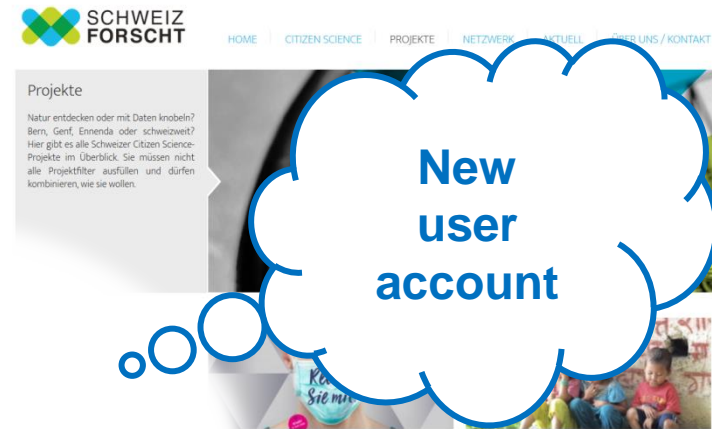 SCHWEIZ
FORSCHT
HOME
CITIZEN SCIENCE
PROJEKTE
NETZWERK
AKTUELL
ÜBER UNS / KONTAKT
Projekte
Natur entdecken oder mit Daten knobeln?
Bern, Genf, Ennenda oder schweizweit?
Hier gibt es alle Schweizer Citizen Science-
Projekte im Überblick. Sie müssen nicht
alle Projektfilter ausfüllen und dürfen
kombinieren, wie sie wollen.
New
user
account
Sie